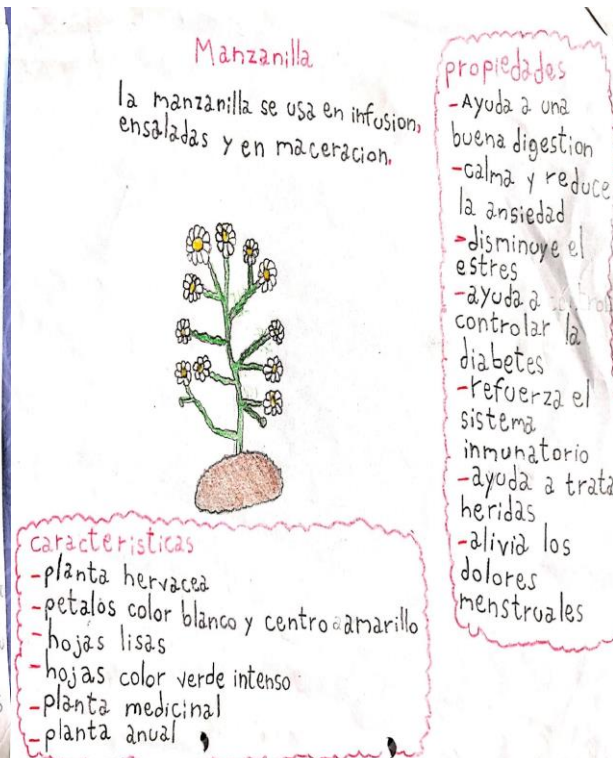 Manzanilla
la manzanilla se usa en infusion,
ensaladas y en maceracion.
propiedades
-Ayuda a una
buena digestion
-calma y reduce
la ansiedad
-disminuye el
estres
-ayuda a
controlar la
diabetes
-refuerza el
sistema
inmunatorio
-ayuda a trata
heridas
-alivia los
dolores
menstruales
caracteristicas
-planta hervacea
-petalos color blanco y centro amarillo
-hojas lisas
-hojas color verde intenso
-planta medicinal
-planta anual